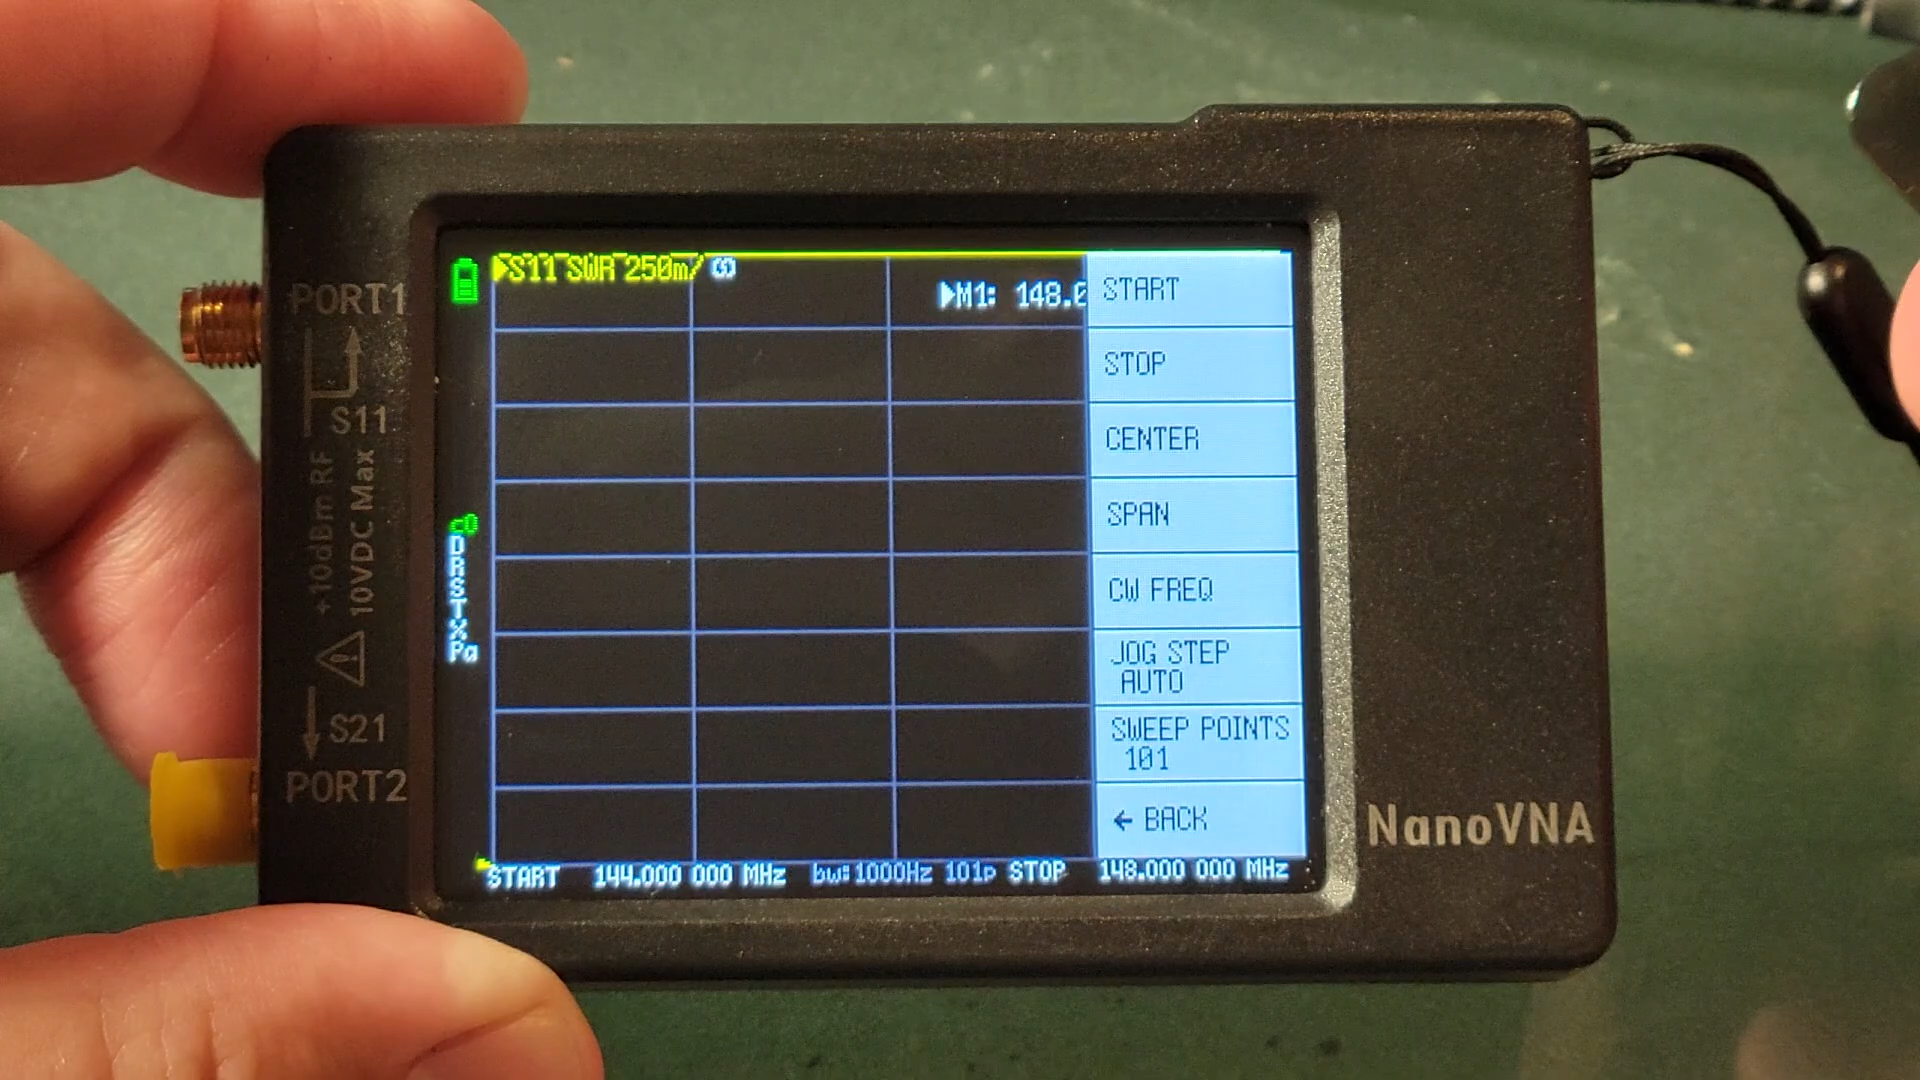 PORT1
S11
+10dBm RF
10VDC Max
S21
PORT2
S11 SWR 250m/ ∞
M1: 148.0
c0
D
R
S
T
X
Pa
START
STOP
CENTER
SPAN
CW FREQ
JOG STEP
AUTO
SWEEP POINTS
101
← BACK
START 144.000 000 MHz bw:1000Hz 101p STOP 148.000 000 MHz
NanoVNA